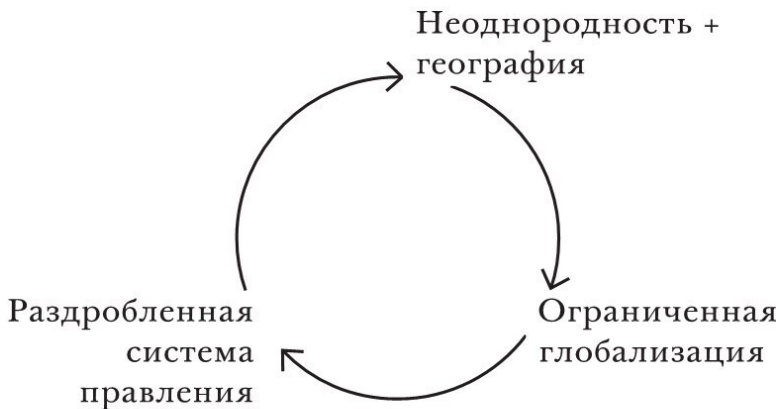 Неоднородность +
география
Ограниченная
глобализация
Раздробленная
система
правления